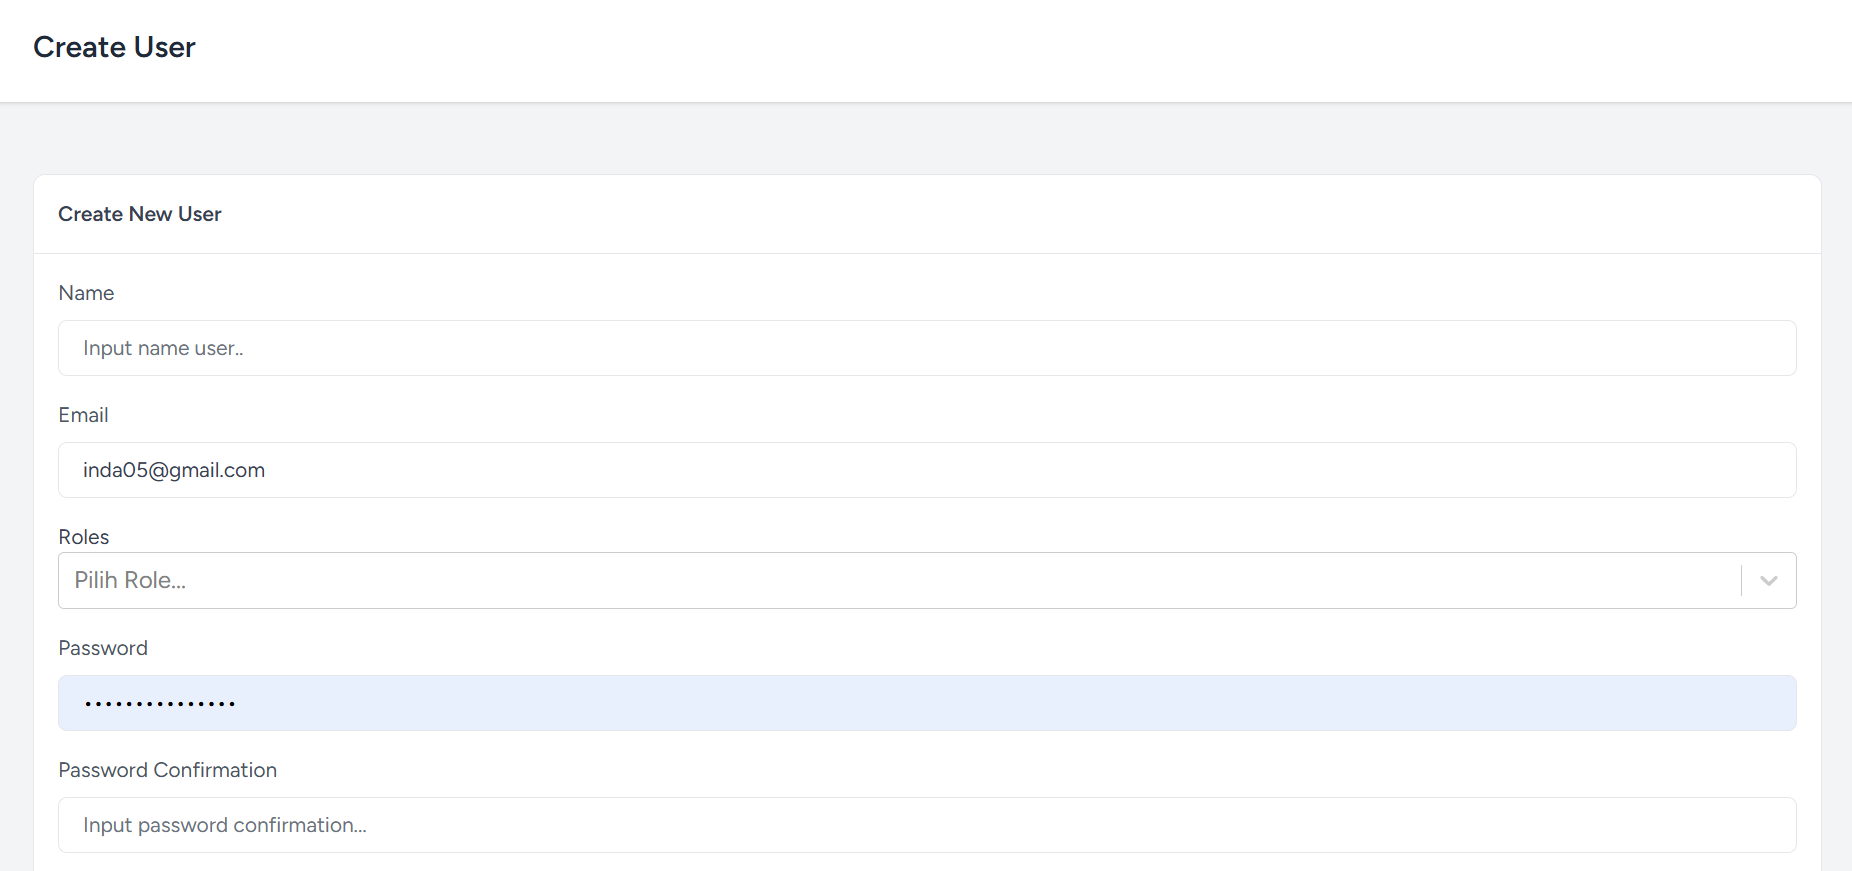 Create User
Create New User
Name
Input name user..
Email
inda05@gmail.com
Roles
Pilih Role...
Password
•••••••••••••••
Password Confirmation
Input password confirmation...